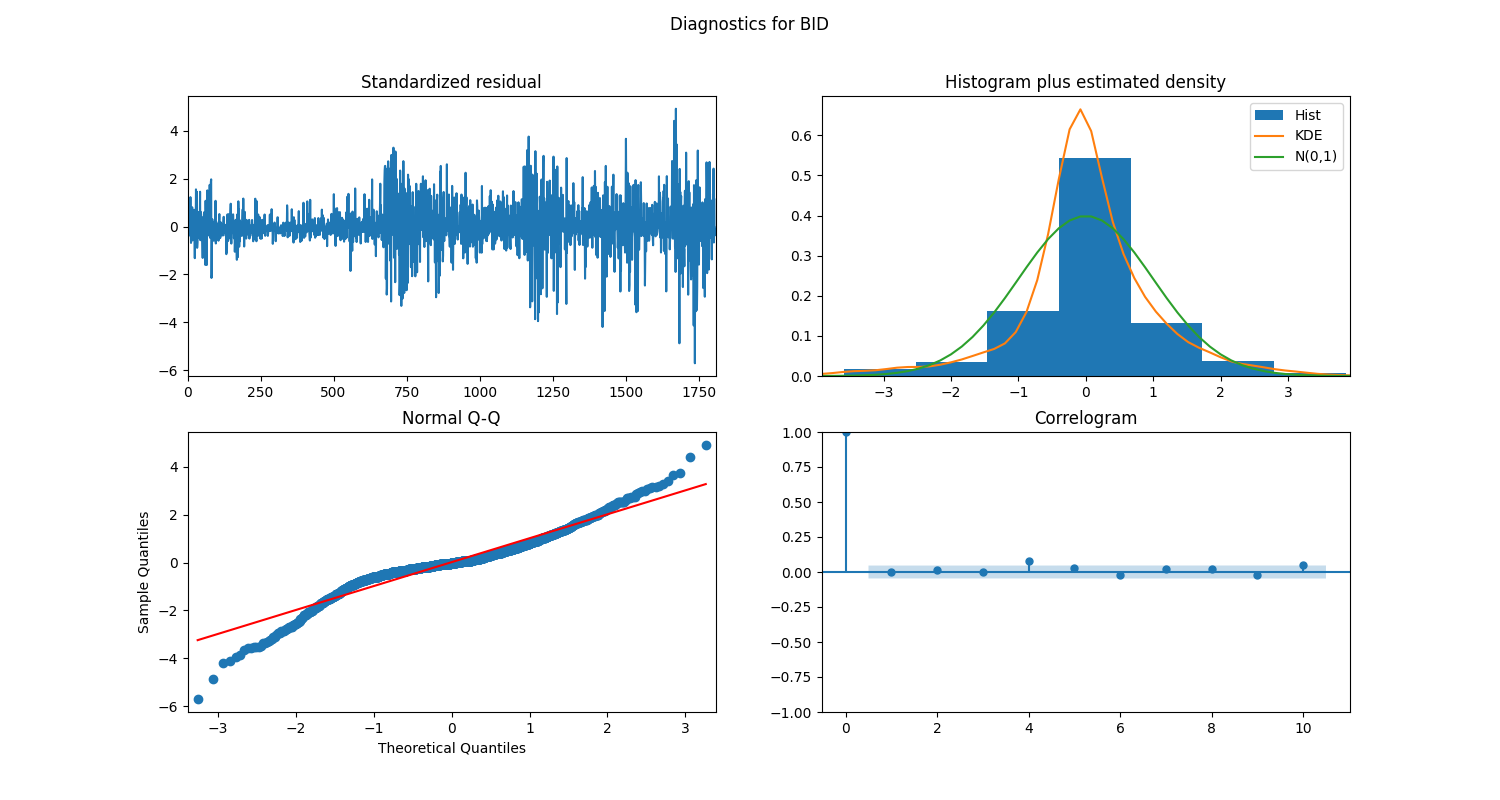 Diagnostics for BID
Standardized residual
4
2
0
−2
−4
−6
0 250 500 750 1000 1250 1500 1750
Histogram plus estimated density
Hist
KDE
N(0,1)
0.6
0.5
0.4
0.3
0.2
0.1
0.0
−3 −2 −1 0 1 2 3
Normal Q-Q
Sample Quantiles
4
2
0
−2
−4
−6
−3 −2 −1 0 1 2 3
Theoretical Quantiles
Correlogram
1.00
0.75
0.50
0.25
0.00
−0.25
−0.50
−0.75
−1.00
0 2 4 6 8 10